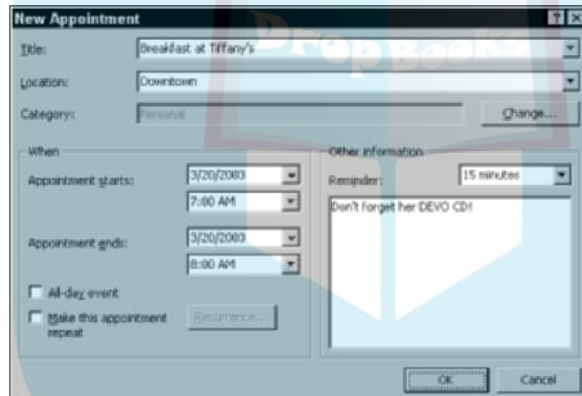 New Appointment
Title: Breakfast at Tiffany's
DropBooks
Location: Downtown
Category: Personal Change...
When
Appointment starts: 3/20/2003
7:00 AM
Appointment ends: 3/20/2003
8:00 AM
All-day event
Make this appointment repeat
Recurrence...
Other information
Reminder: 15 minutes
Don't forget her DEVO CD!
OK Cancel